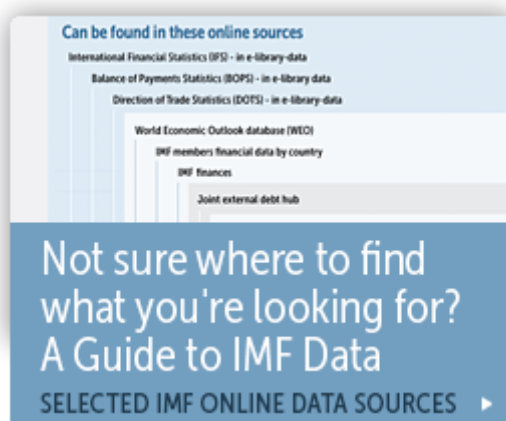 Can be found in these online sources
International Financial Statistics (IFS) - in e-library-data
Balance of Payments Statistics (BOPS) - in e-library data
Direction of Trade Statistics (DOTS) - in e-library-data
World Economic Outlook database (WEO)
IMF members financial data by country
IMF finances
Joint external debt hub
Not sure where to find
what you're looking for?
A Guide to IMF Data
SELECTED IMF ONLINE DATA SOURCES